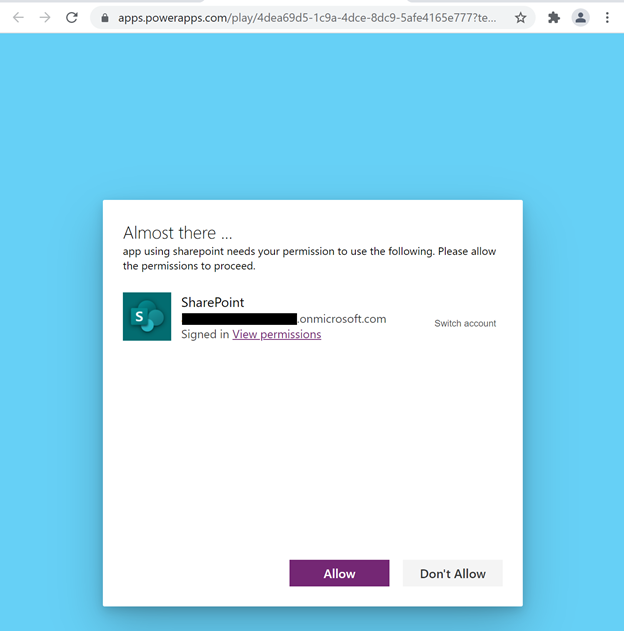 apps.powerapps.com/play/4dea69d5-1c9a-4dce-8dc9-5afe4165e777?te...
Almost there ...
app using sharepoint needs your permission to use the following. Please allow
the permissions to proceed.
S
SharePoint
.onmicrosoft.com
Switch account
Signed in View permissions
Allow
Don't Allow